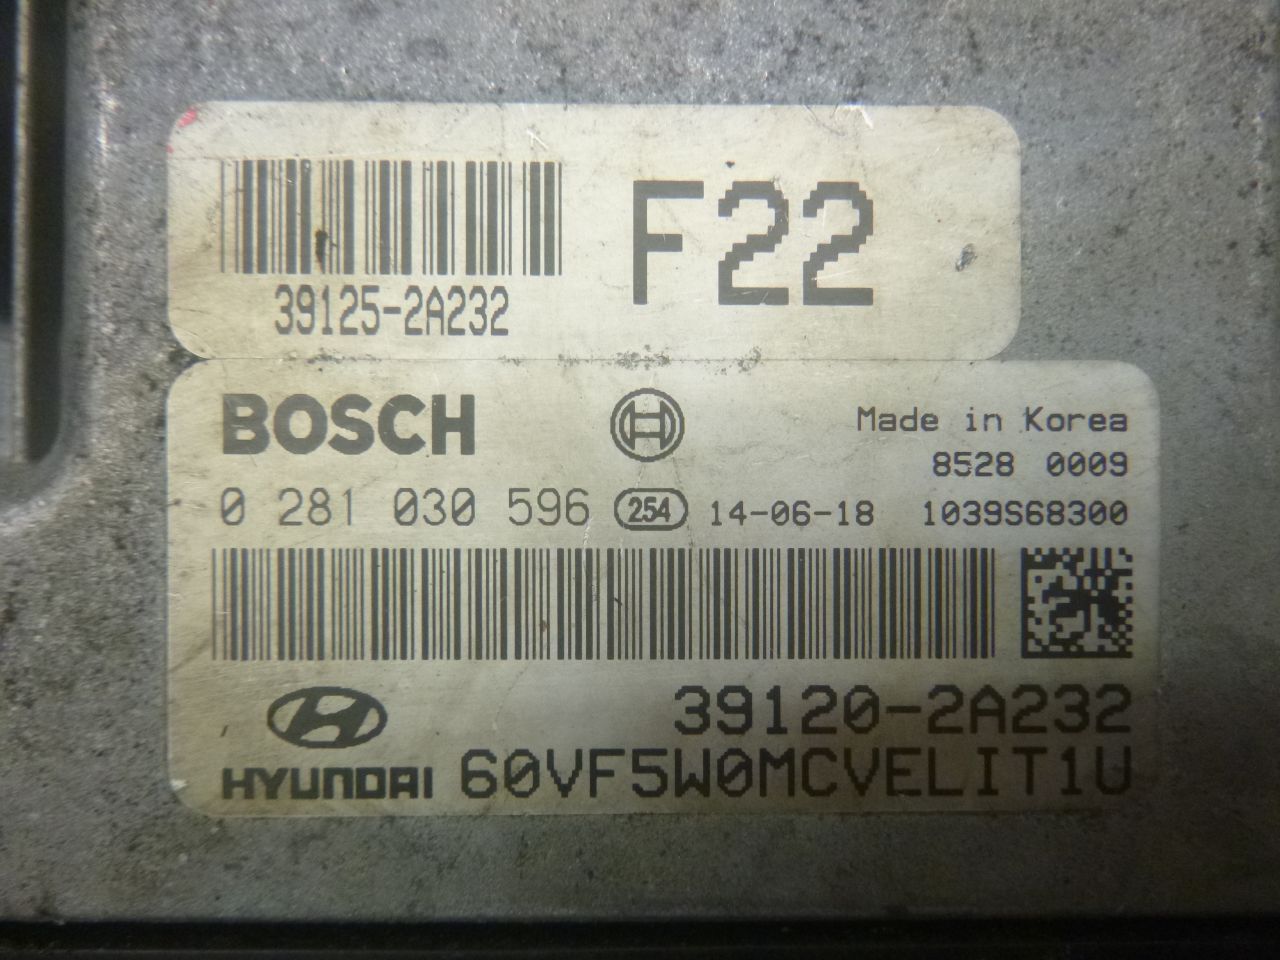 F22
39125-2A232
BOSCH
Made in Korea
8528 0009
0 281 030 596 254 14-06-18 1039S68300
39120-2A232
HYUNDAI 60VF5W0MCVELIT1U